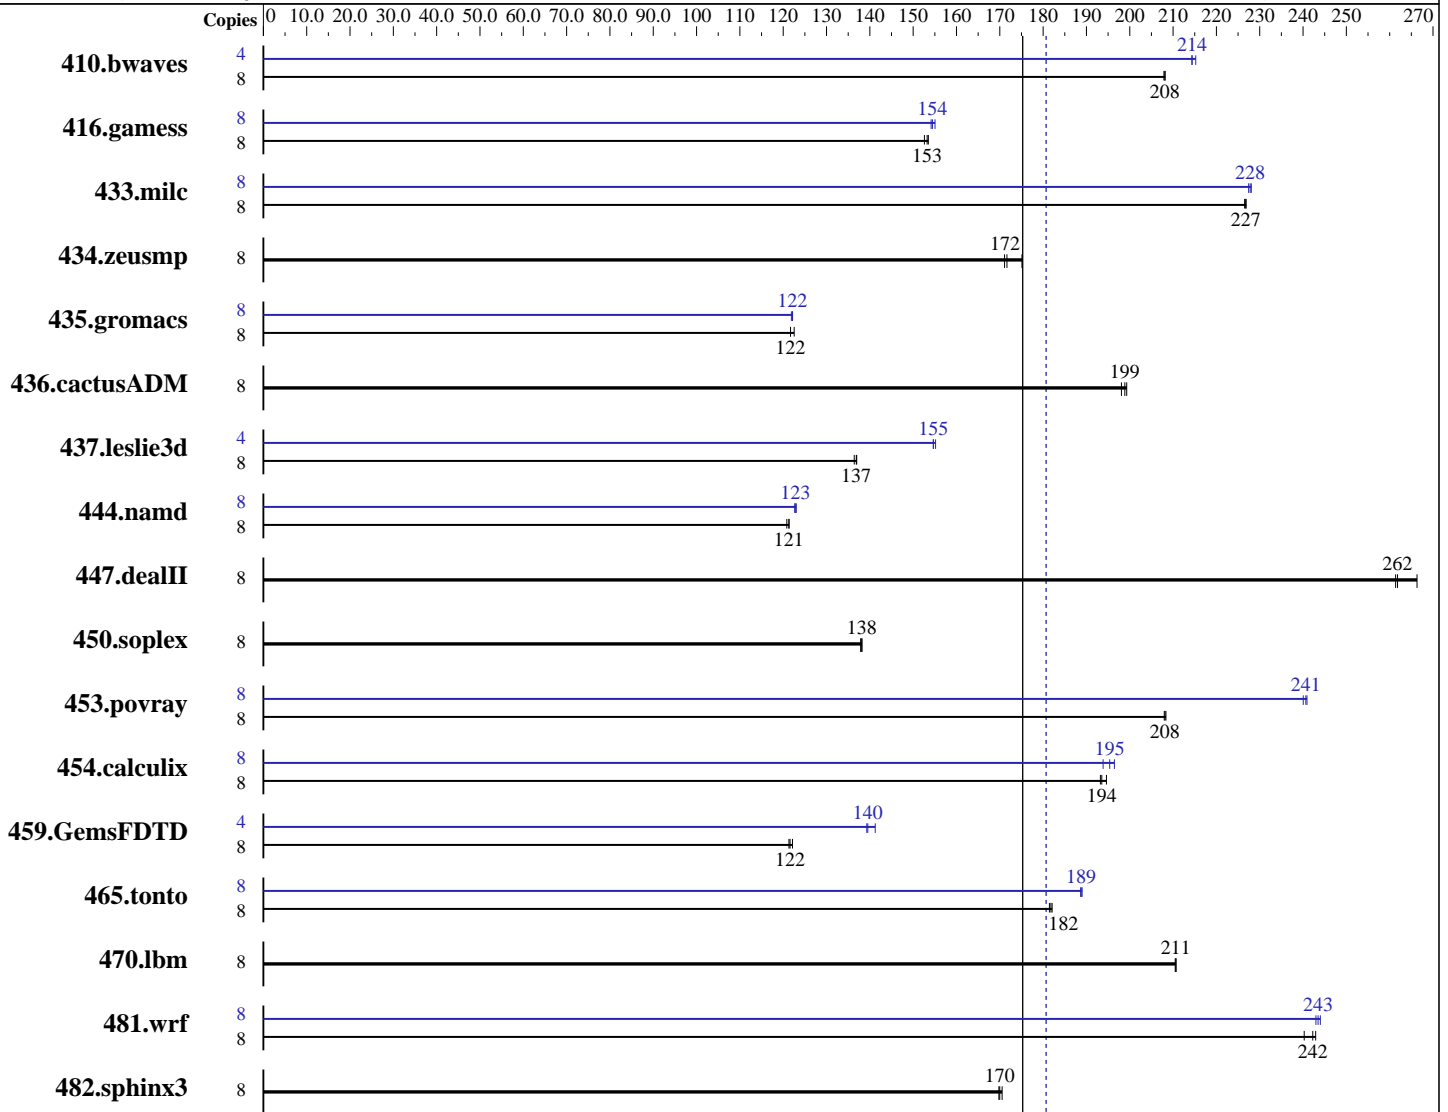 Copies 0 10.0 20.0 30.0 40.0 50.0 60.0 70.0 80.0 90.0 100 110 120 130 140 150 160 170 180 190 200 210 220 230 240 250 270
410.bwaves 4 214
8 208
416.gamess 8 154
8 153
433.milc 8 228
8 227
434.zeusmp 8 172
435.gromacs 8 122
8 122
436.cactusADM 8 199
437.leslie3d 4 155
8 137
444.namd 8 123
8 121
447.dealII 8 262
450.soplex 8 138
453.povray 8 241
8 208
454.calculix 8 195
8 194
459.GemsFDTD 4 140
8 122
465.tonto 8 189
8 182
470.lbm 8 211
481.wrf 8 243
8 242
482.sphinx3 8 170